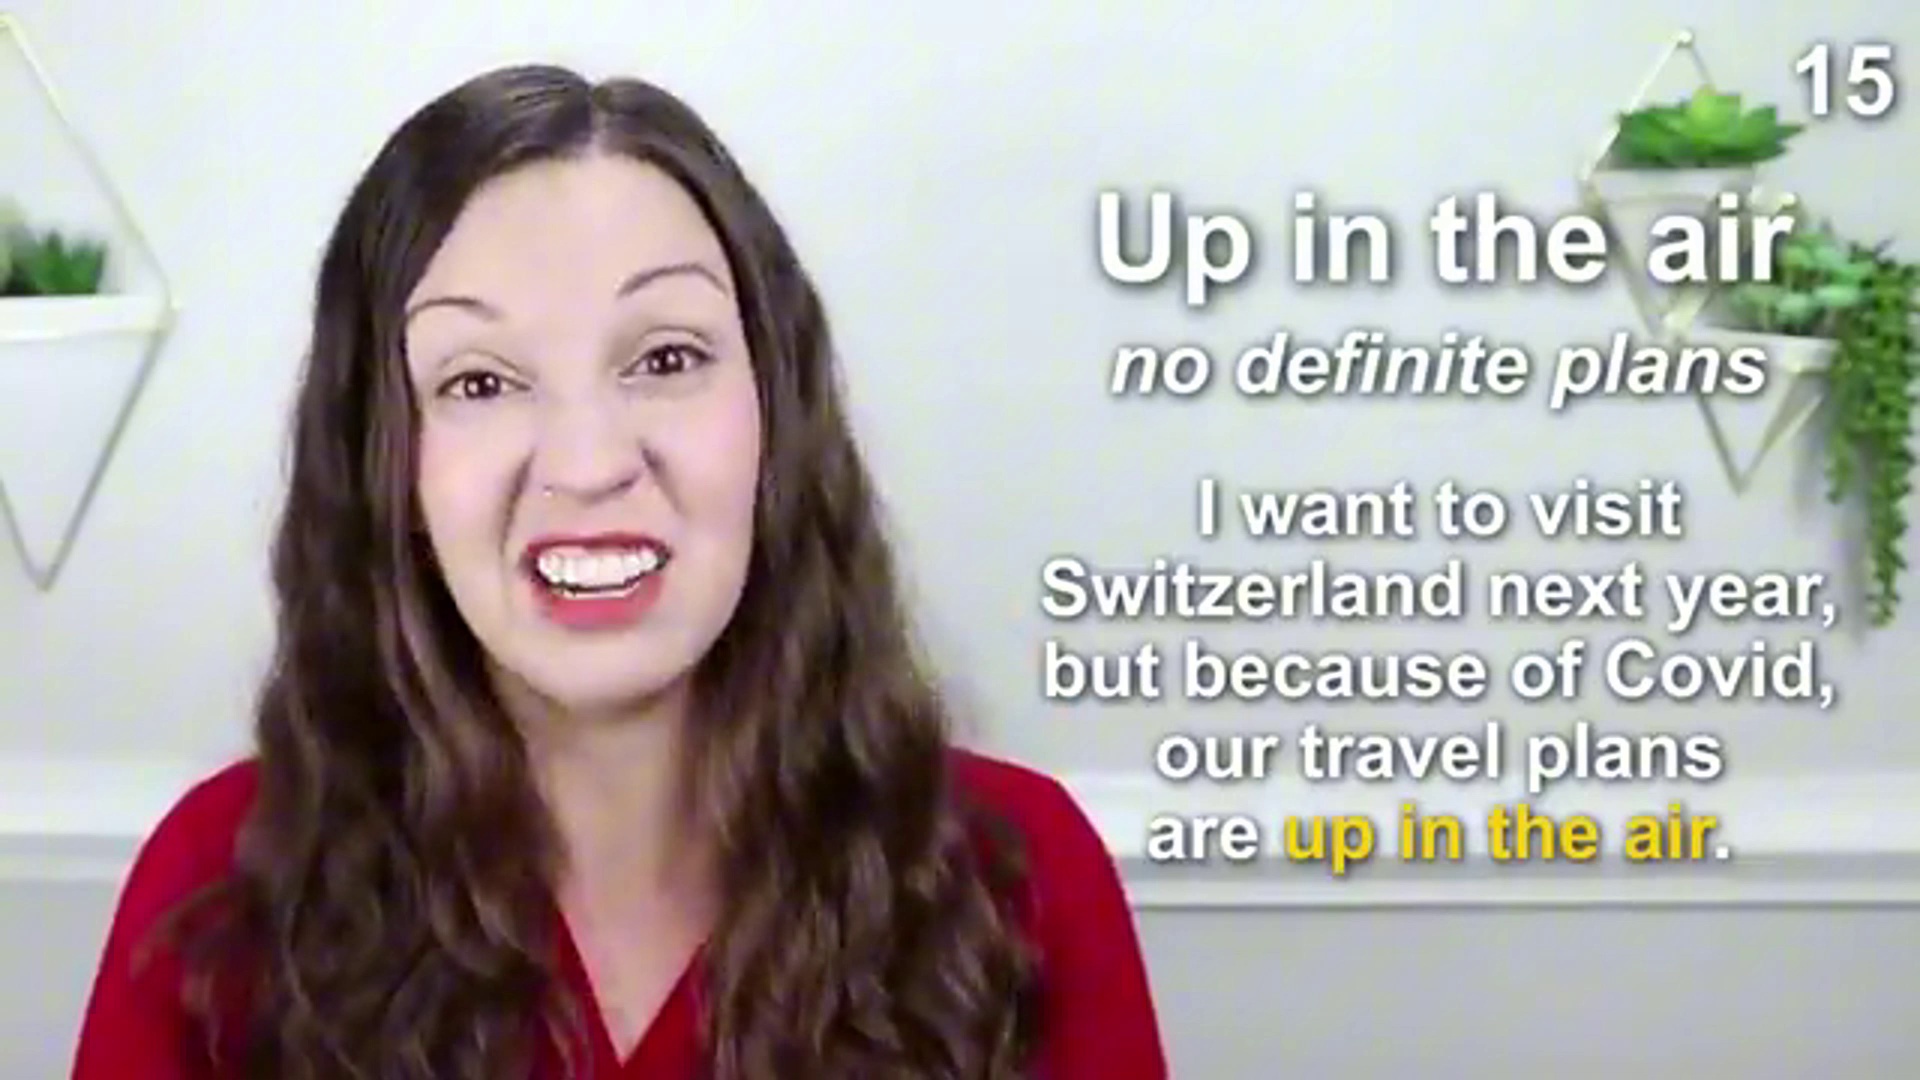 15
Up in the air
no definite plans
I want to visit
Switzerland next year,
but because of Covid,
our travel plans
are up in the air.